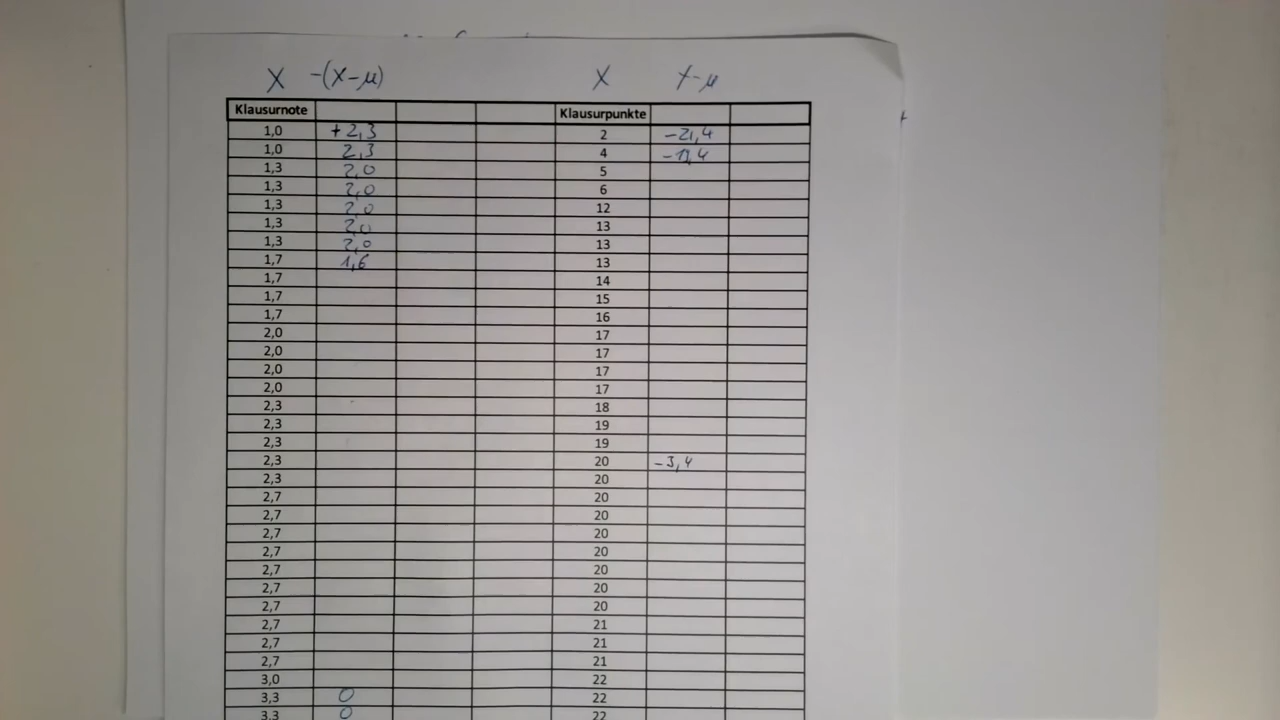 X -(X-μ) X X-μ
Klausurnote Klausurpunkte
1,0 +2,3 2 -21,4
1,0 2,3 4 -19,4
1,3 2,0 5
1,3 2,0 6
1,3 2,0 12
1,3 2,0 13
1,3 2,0 13
1,7 1,6 13
1,7 14
1,7 15
1,7 16
2,0 17
2,0 17
2,0 17
2,0 17
2,3 18
2,3 19
2,3 19
2,3 20 -3,4
2,3 20
2,7 20
2,7 20
2,7 20
2,7 20
2,7 20
2,7 20
2,7 20
2,7 21
2,7 21
2,7 21
3,0 22
3,3 0 22
3,3 0 22